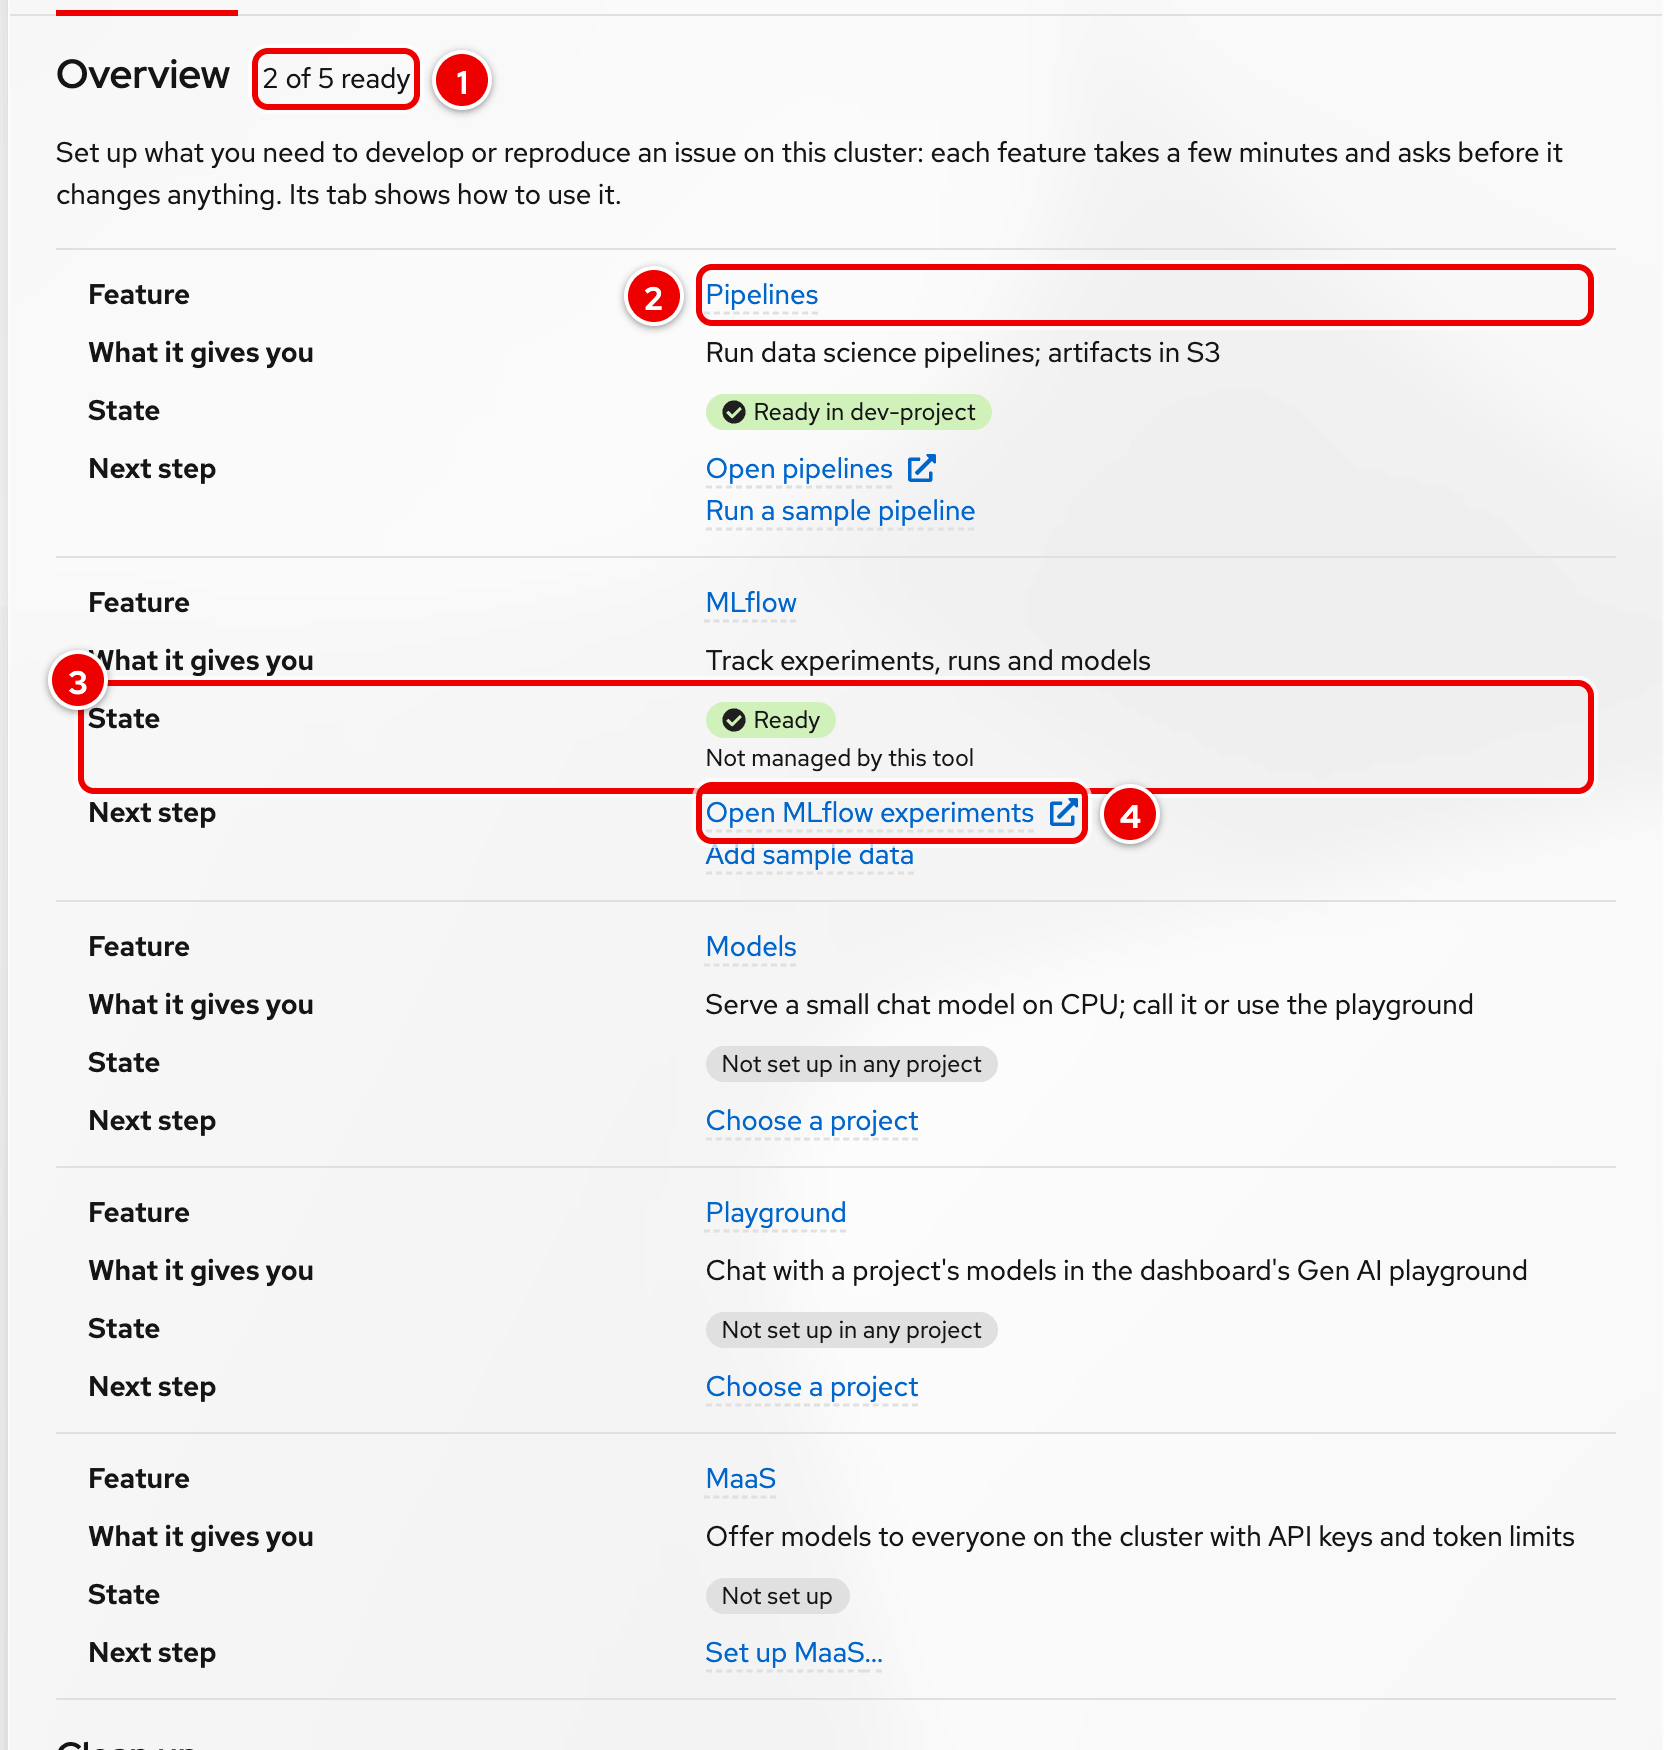 Overview 2 of 5 ready 1
Set up what you need to develop or reproduce an issue on this cluster: each feature takes a few minutes and asks before it
changes anything. Its tab shows how to use it.
Feature 2 Pipelines
What it gives you Run data science pipelines; artifacts in S3
State Ready in dev-project
Next step Open pipelines
Run a sample pipeline
Feature MLflow
What it gives you Track experiments, runs and models
3
State Ready
Not managed by this tool
Next step Open MLflow experiments 4
Add sample data
Feature Models
What it gives you Serve a small chat model on CPU; call it or use the playground
State Not set up in any project
Next step Choose a project
Feature Playground
What it gives you Chat with a project's models in the dashboard's Gen AI playground
State Not set up in any project
Next step Choose a project
Feature MaaS
What it gives you Offer models to everyone on the cluster with API keys and token limits
State Not set up
Next step Set up MaaS...